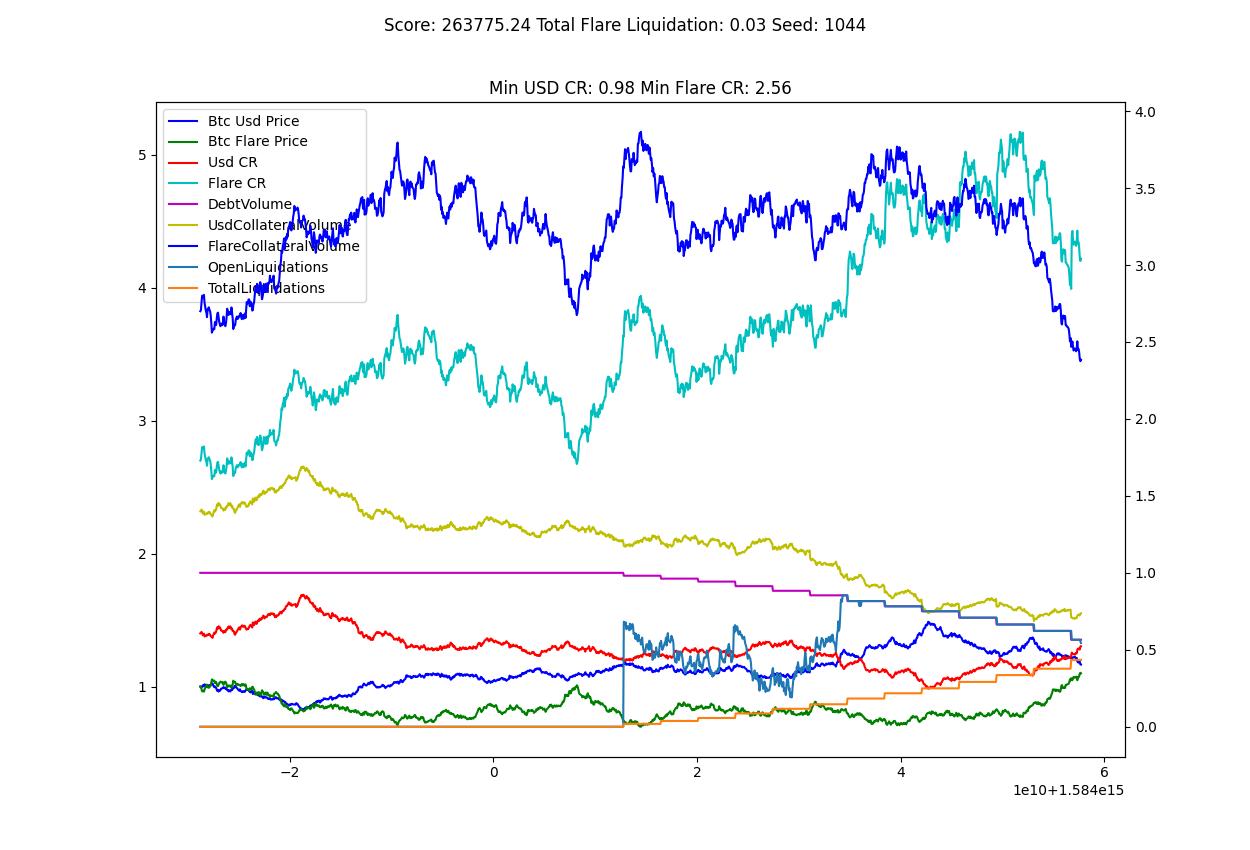 Score: 263775.24 Total Flare Liquidation: 0.03 Seed: 1044
Min USD CR: 0.98 Min Flare CR: 2.56
Btc Usd Price
Btc Flare Price
Usd CR
Flare CR
DebtVolume
UsdCollateralVolume
FlareCollateralVolume
OpenLiquidations
TotalLiquidations
5
4
3
2
1
4.0
3.5
3.0
2.5
2.0
1.5
1.0
0.5
0.0
−2 0 2 4 6
1e10+1.584e15